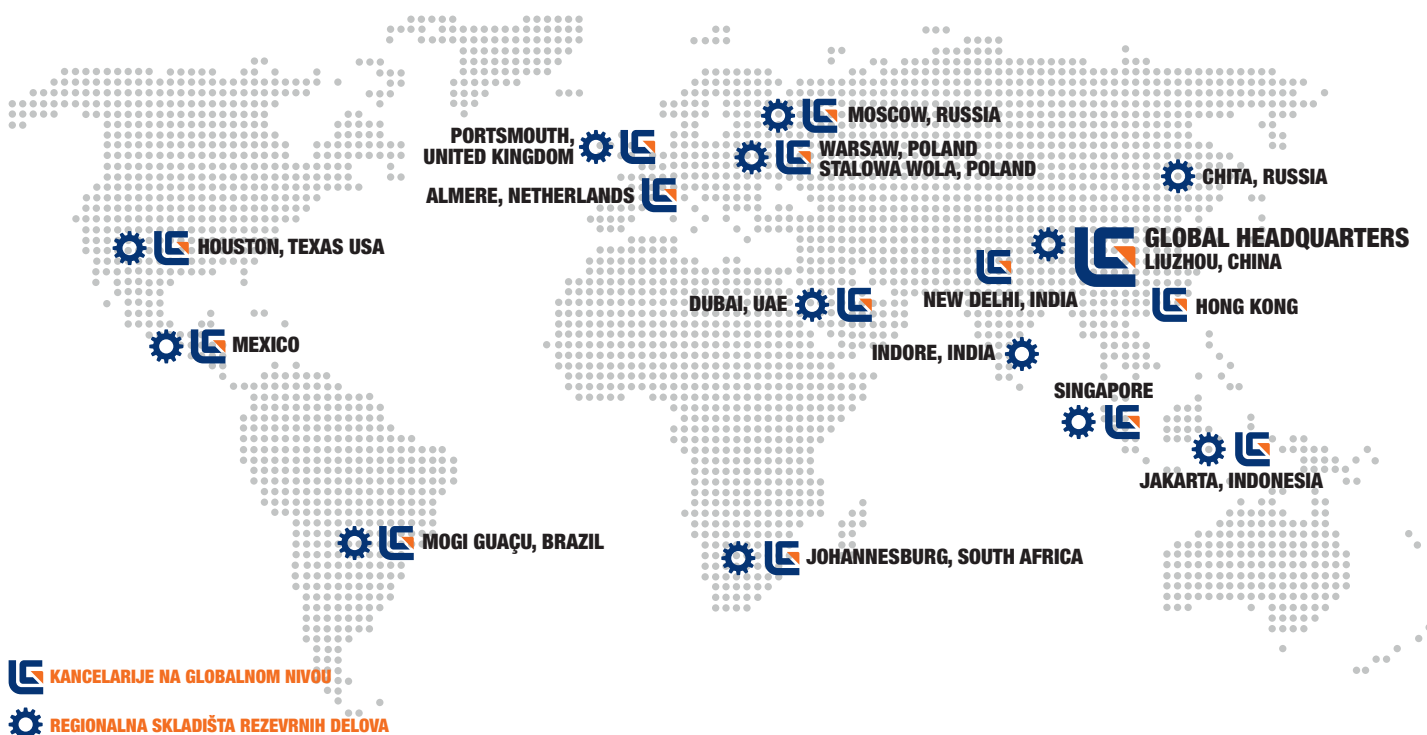 MOSCOW, RUSSIA
PORTSMOUTH,
UNITED KINGDOM
WARSAW, POLAND
STALOWA WOLA, POLAND
CHITA, RUSSIA
ALMERE, NETHERLANDS
HOUSTON, TEXAS USA
GLOBAL HEADQUARTERS
LIUZHOU, CHINA
NEW DELHI, INDIA
DUBAI, UAE
HONG KONG
MEXICO
INDORE, INDIA
SINGAPORE
JAKARTA, INDONESIA
MOGI GUAÇU, BRAZIL
JOHANNESBURG, SOUTH AFRICA
KANCELARIJE NA GLOBALNOM NIVOU
REGIONALNA SKLADIŠTA REZEVRNIH DELOVA